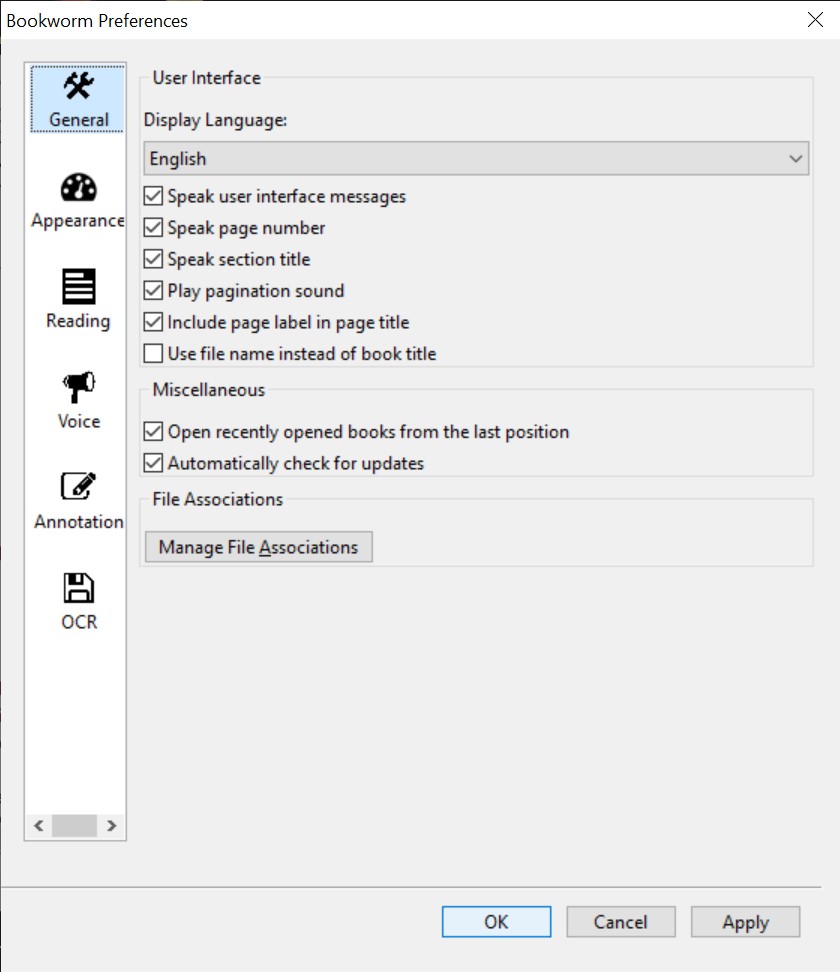 Bookworm Preferences
General
Appearance
Reading
Voice
Annotation
OCR
User Interface
Display Language:
English
Speak user interface messages
Speak page number
Speak section title
Play pagination sound
Include page label in page title
Use file name instead of book title
Miscellaneous
Open recently opened books from the last position
Automatically check for updates
File Associations
Manage File Associations
OK
Cancel
Apply